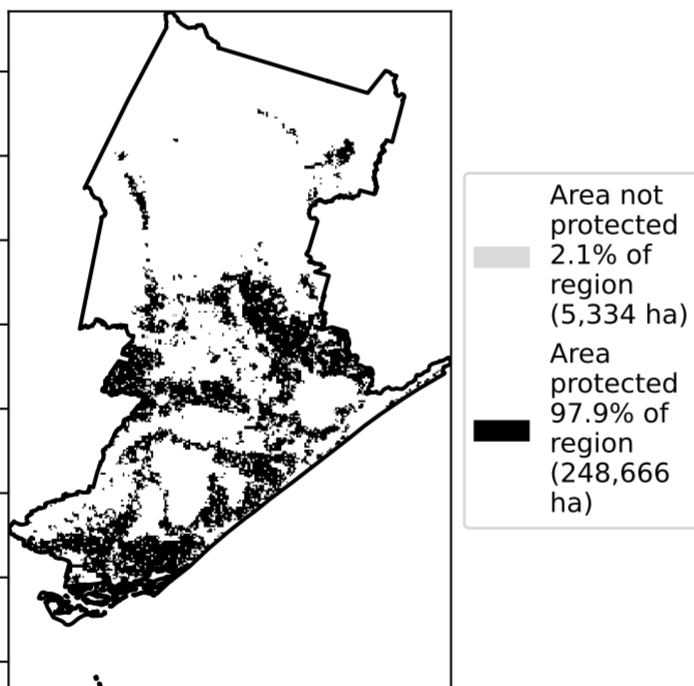 Area not
protected
2.1% of
region
(5,334 ha)
Area
protected
97.9% of
region
(248,666
ha)